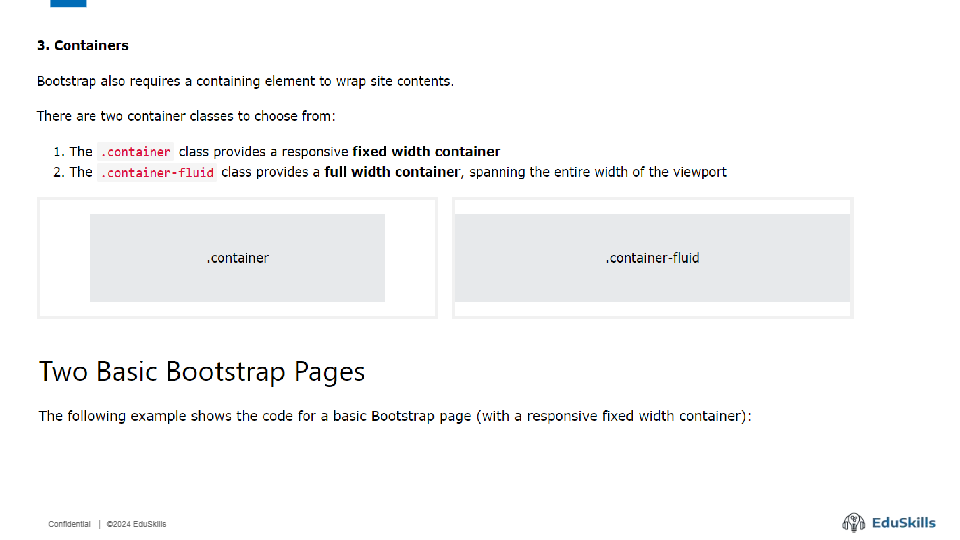 3. Containers
Bootstrap also requires a containing element to wrap site contents.
There are two container classes to choose from:
1. The .container class provides a responsive fixed width container
2. The .container-fluid class provides a full width container, spanning the entire width of the viewport
.container
.container-fluid
Two Basic Bootstrap Pages
The following example shows the code for a basic Bootstrap page (with a responsive fixed width container):
Confidential | ©2024 EduSkills
EduSkills